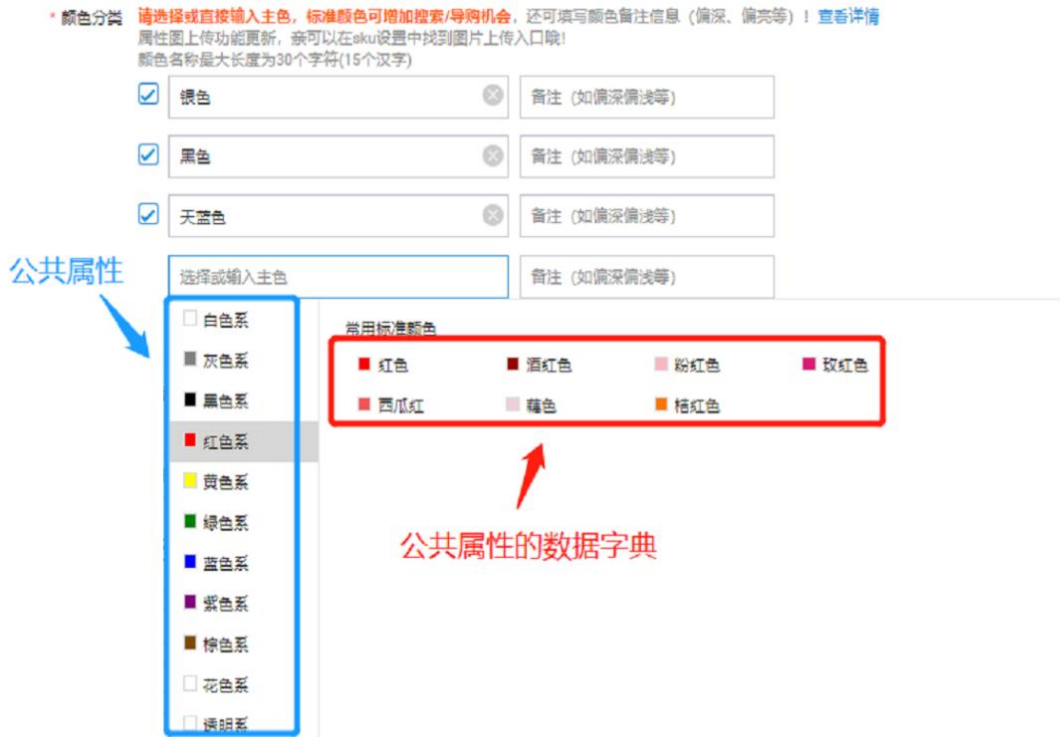 * 颜色分类 请选择或直接输入主色，标准颜色可增加搜索/导购机会，还可填写颜色备注信息（偏深、偏亮等）！查看详情
属性图上传功能更新，亲可以在sku设置中找到图片上传入口哦!
颜色名称最大长度为30个字符(15个汉字)
银色 备注（如偏深偏浅等）
黑色 备注（如偏深偏浅等）
天蓝色 备注（如偏深偏浅等）
公共属性 选择或输入主色 备注（如偏深偏浅等）
白色系 常用标准颜色
灰色系 红色 酒红色 粉红色 玫红色
黑色系 西瓜红 藕色 桔红色
红色系
黄色系
绿色系
公共属性的数据字典
蓝色系
紫色系
棕色系
花色系
透明系